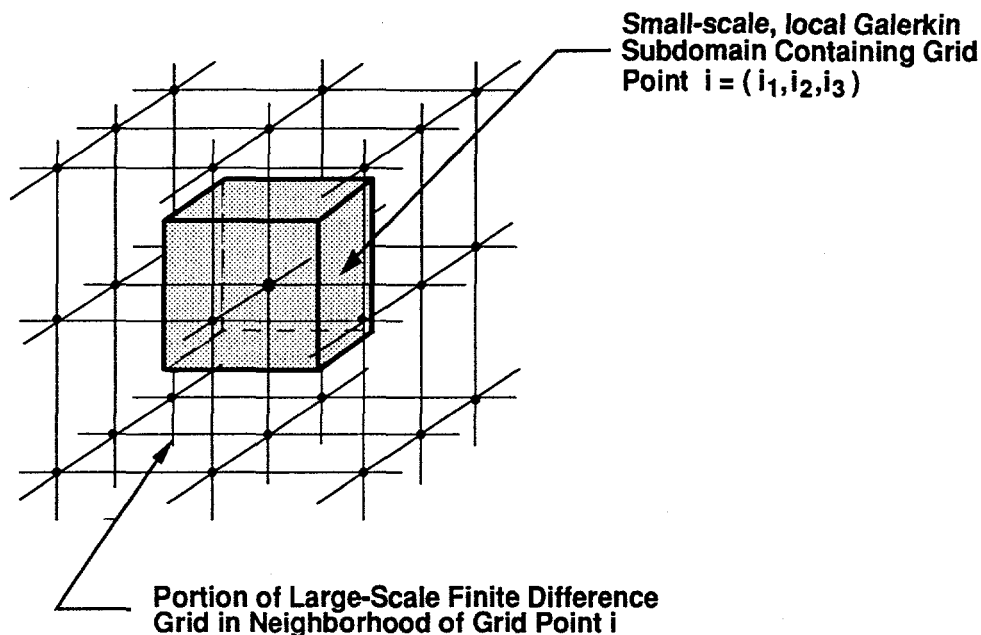 Small-scale, local Galerkin
Subdomain Containing Grid
Point i = ( i₁,i₂,i₃ )
Portion of Large-Scale Finite Difference
Grid in Neighborhood of Grid Point i